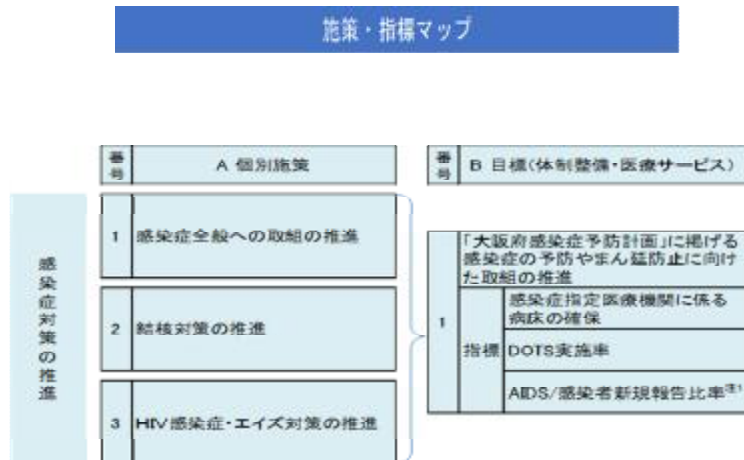 施策・指標マップ
番号
A 個別施策
番号
B 目標(体制整備・医療サービス)
感染症対策の推進
1
感染症全般への取組の推進
2
結核対策の推進
3
HIV感染症・エイズ対策の推進
1
「大阪府感染症予防計画」に掲げる
感染症の予防やまん延防止に向け
た取組の推進
指標
感染症指定医療機関に係る
病床の確保
DOTS実施率
AIDS/感染者新規報告比率注1